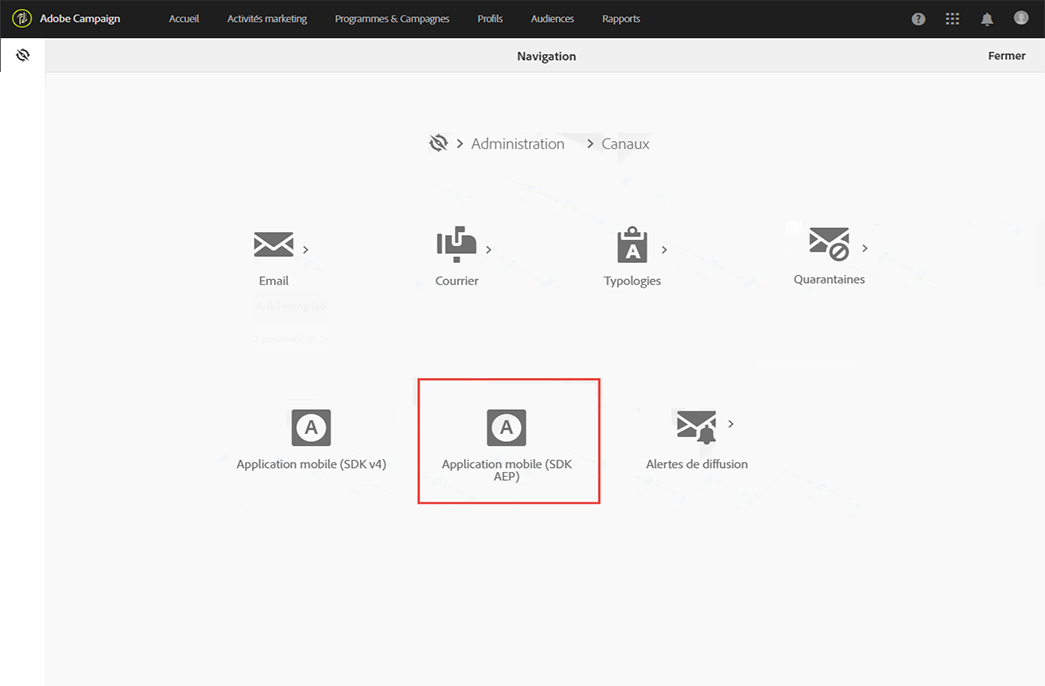 Adobe Campaign Accueil Activités marketing Programmes & Campagnes Profils Audiences Rapports
Navigation Fermer
Administration Canaux
Email Courrier Typologies Quarantaines
A/B Testing
Application mobile (SDK v4) Application mobile (SDK Alertes de diffusion
AEP)